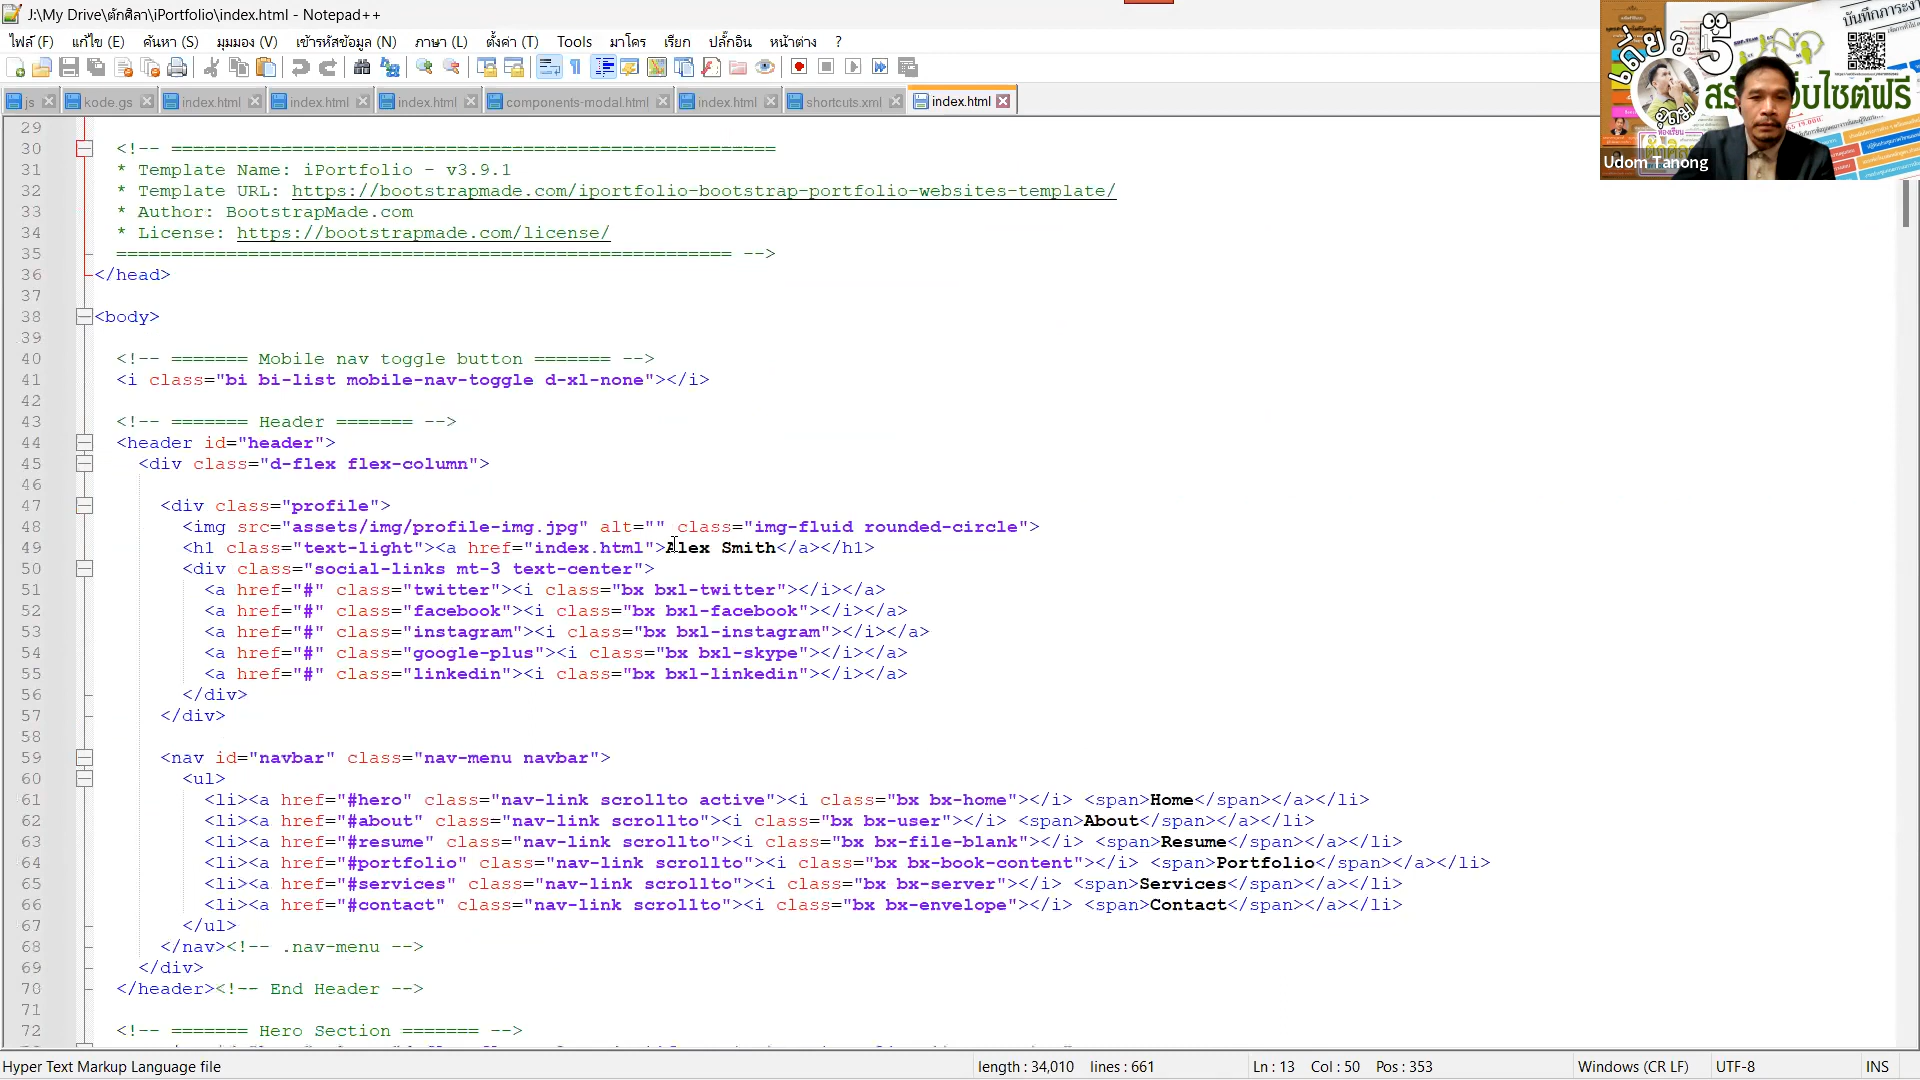 J:\My Drive\ตักศิลา\iPortfolio\index.html - Notepad++
ไฟล์ (F) แก้ไข (E) ค้นหา (S) มุมมอง (V) เข้ารหัสข้อมูล (N) ภาษา (L) ตั้งค่า (T) Tools มาโคร เรียก ปลั๊กอิน หน้าต่าง ?
js kode.gs index.html index.html index.html components-modal.html index.html shortcuts.xml index.html
29
30 <!-- =======================================================
31 * Template Name: iPortfolio - v3.9.1
32 * Template URL: https://bootstrapmade.com/iportfolio-bootstrap-portfolio-websites-template/
33 * Author: BootstrapMade.com
34 * License: https://bootstrapmade.com/license/
35 ======================================================== -->
36 </head>
37
38 <body>
39
40 <!-- ======= Mobile nav toggle button ======= -->
41 <i class="bi bi-list mobile-nav-toggle d-xl-none"></i>
42
43 <!-- ======= Header ======= -->
44 <header id="header">
45 <div class="d-flex flex-column">
46
47 <div class="profile">
48 <img src="assets/img/profile-img.jpg" alt="" class="img-fluid rounded-circle">
49 <h1 class="text-light"><a href="index.html">Alex Smith</a></h1>
50 <div class="social-links mt-3 text-center">
51 <a href="#" class="twitter"><i class="bx bxl-twitter"></i></a>
52 <a href="#" class="facebook"><i class="bx bxl-facebook"></i></a>
53 <a href="#" class="instagram"><i class="bx bxl-instagram"></i></a>
54 <a href="#" class="google-plus"><i class="bx bxl-skype"></i></a>
55 <a href="#" class="linkedin"><i class="bx bxl-linkedin"></i></a>
56 </div>
57 </div>
58
59 <nav id="navbar" class="nav-menu navbar">
60 <ul>
61 <li><a href="#hero" class="nav-link scrollto active"><i class="bx bx-home"></i> <span>Home</span></a></li>
62 <li><a href="#about" class="nav-link scrollto"><i class="bx bx-user"></i> <span>About</span></a></li>
63 <li><a href="#resume" class="nav-link scrollto"><i class="bx bx-file-blank"></i> <span>Resume</span></a></li>
64 <li><a href="#portfolio" class="nav-link scrollto"><i class="bx bx-book-content"></i> <span>Portfolio</span></a></li>
65 <li><a href="#services" class="nav-link scrollto"><i class="bx bx-server"></i> <span>Services</span></a></li>
66 <li><a href="#contact" class="nav-link scrollto"><i class="bx bx-envelope"></i> <span>Contact</span></a></li>
67 </ul>
68 </nav><!-- .nav-menu -->
69 </div>
70 </header><!-- End Header -->
71
72 <!-- ======= Hero Section ======= -->
Hyper Text Markup Language file length : 34,010 lines : 661 Ln : 13 Col : 50 Pos : 353 Windows (CR LF) UTF-8 INS
บันทึกภาระงาน
เดี่ยว 5
Udom Tanong